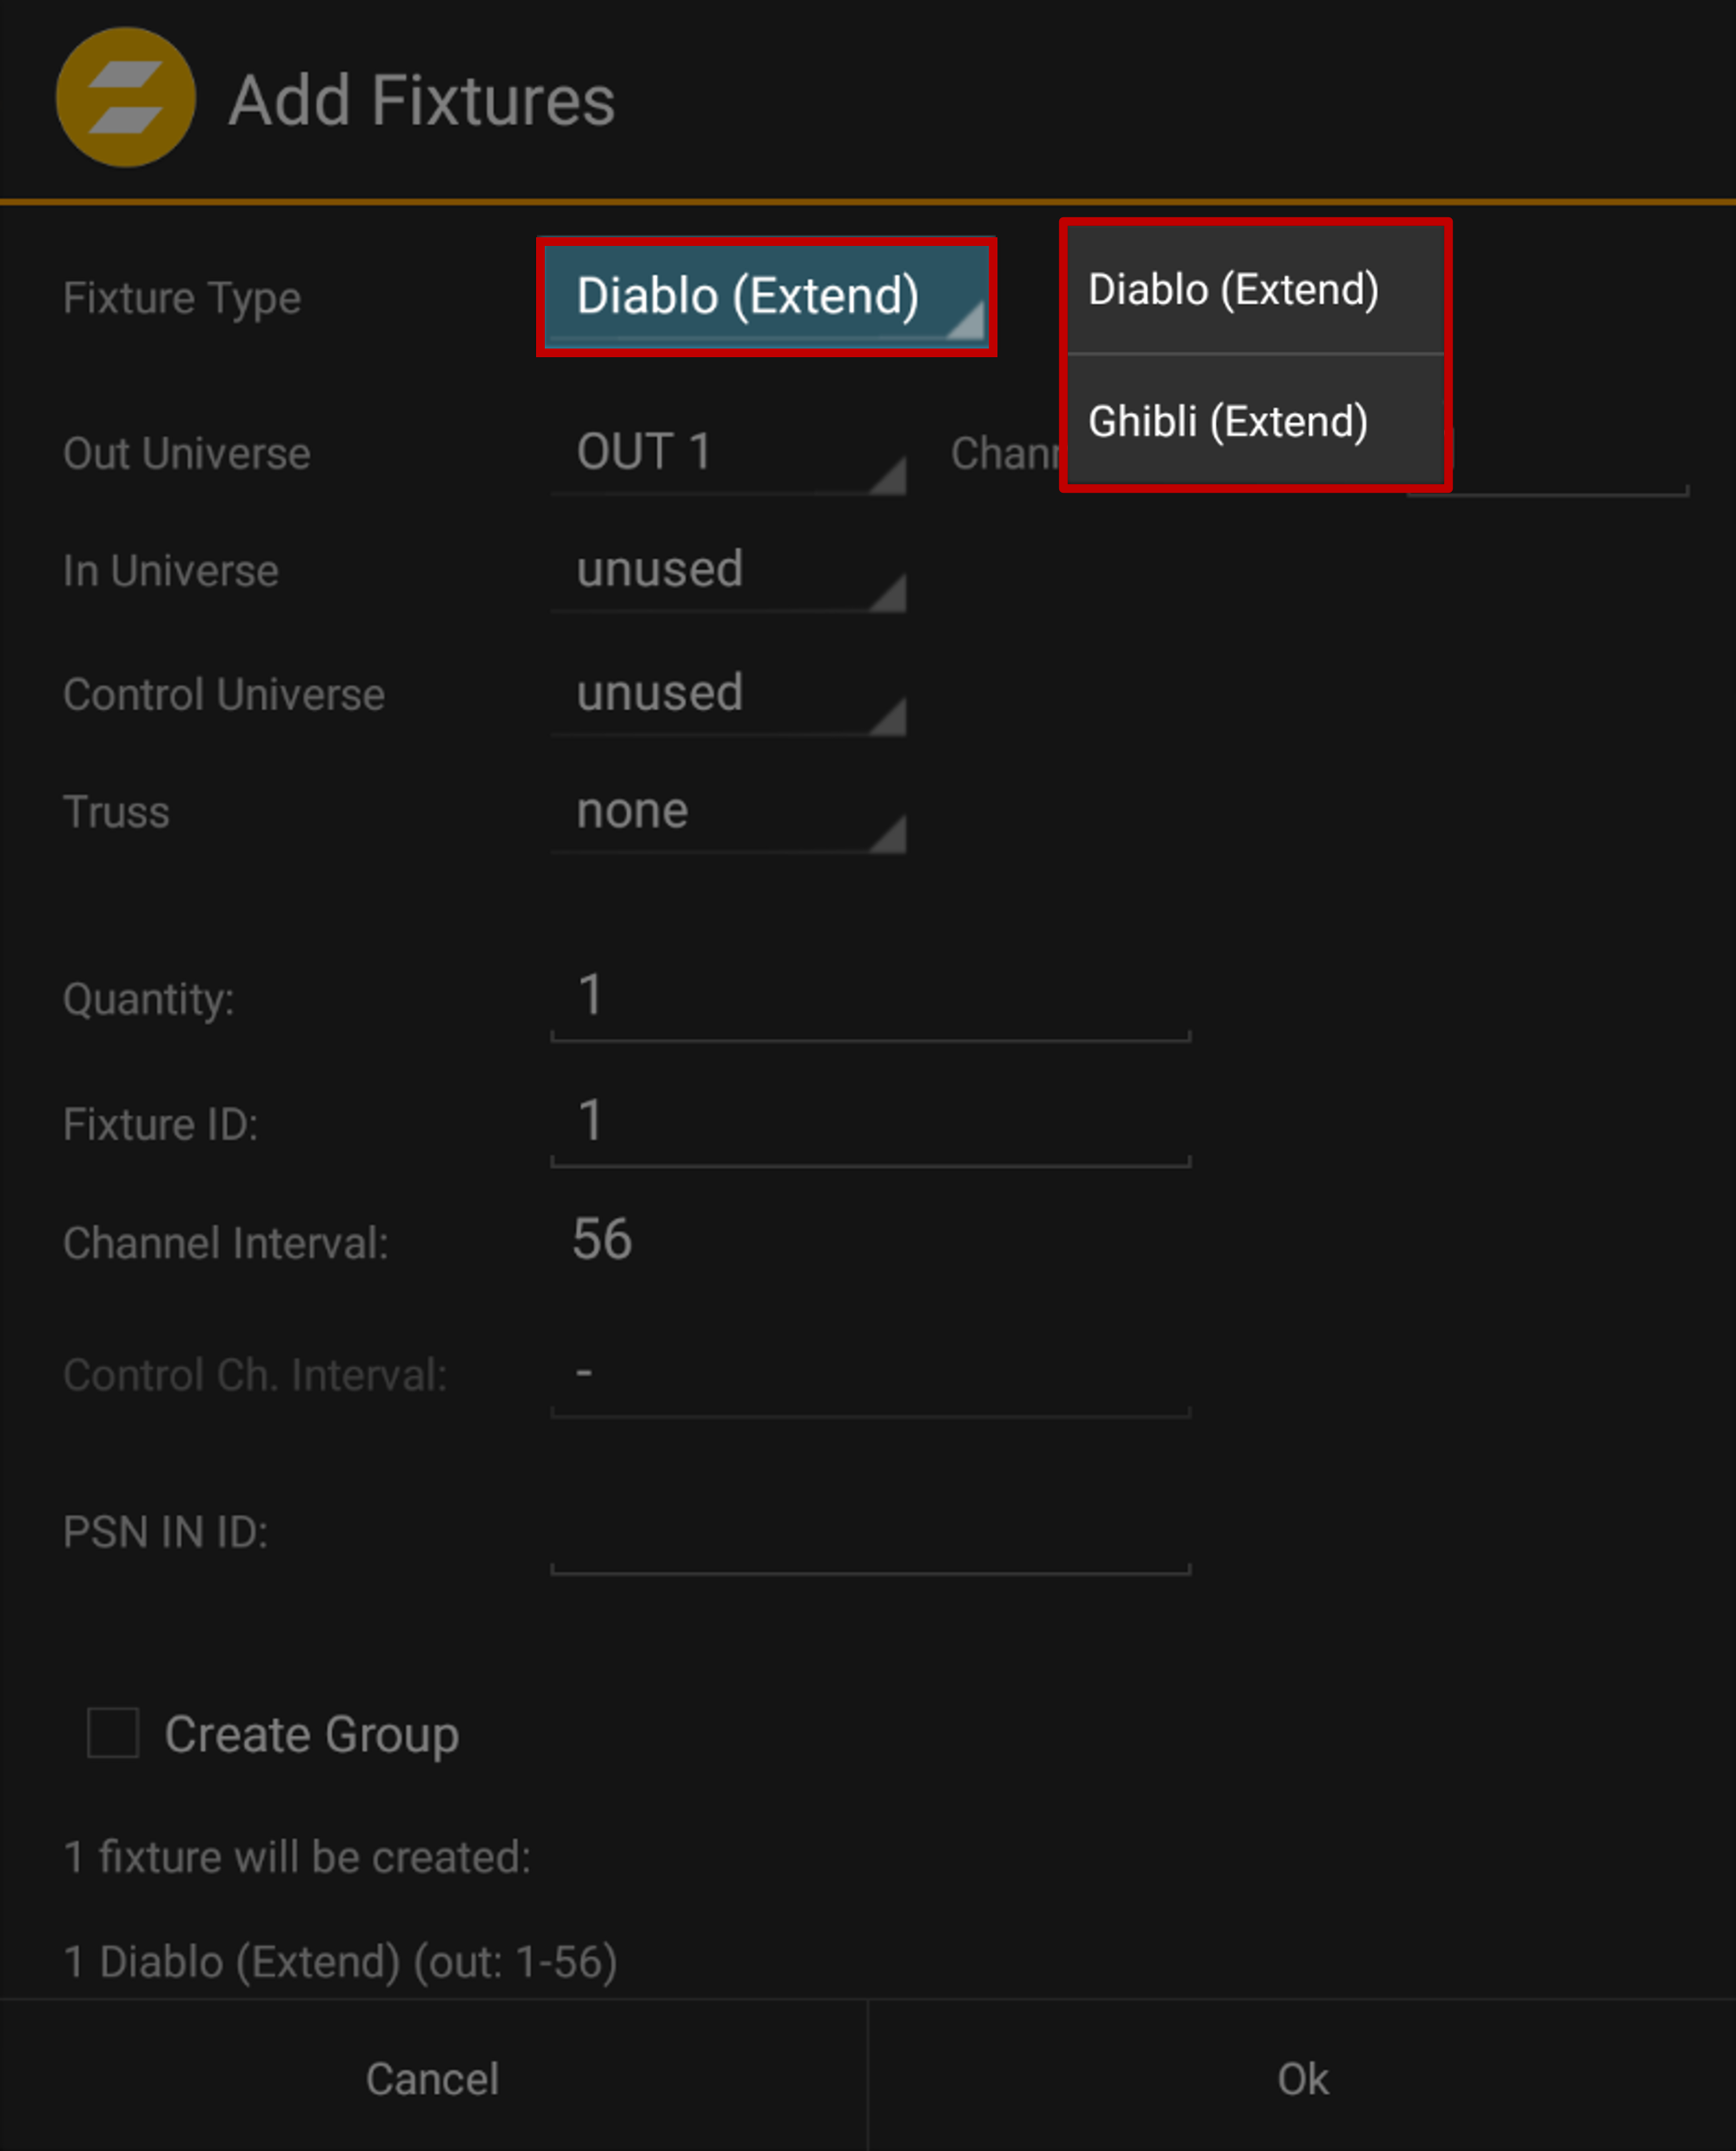 Add Fixtures
Fixture Type
Diablo (Extend)
Diablo (Extend)
Ghibli (Extend)
Out Universe
OUT 1
In Universe
unused
Control Universe
unused
Truss
none
Quantity:
1
Fixture ID:
1
Channel Interval:
56
Control Ch. Interval:
-
PSN IN ID:
Create Group
1 fixture will be created:
1 Diablo (Extend) (out: 1-56)
Cancel
Ok